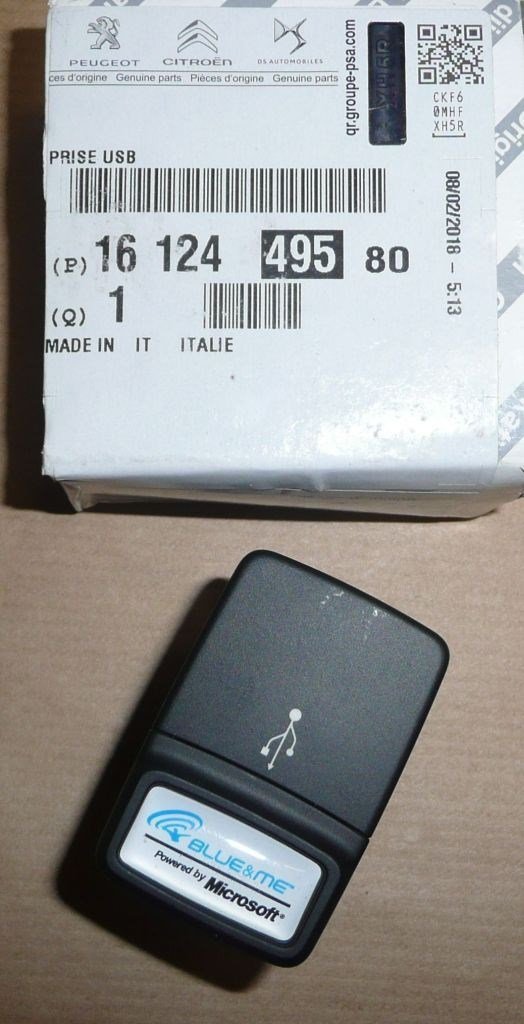 PEUGEOT CITROËN DS AUTOMOBILES
ces d'origine Genuine parts Pièces d'origine Genuine parts
qr.groupe-psa.com
CKF6
0MHF
XH5R
PRISE USB
08/02/2018 - 5:13
(P) 16 124 495 80
(Q) 1
MADE IN IT ITALIE
BLUE&ME
Powered by Microsoft®